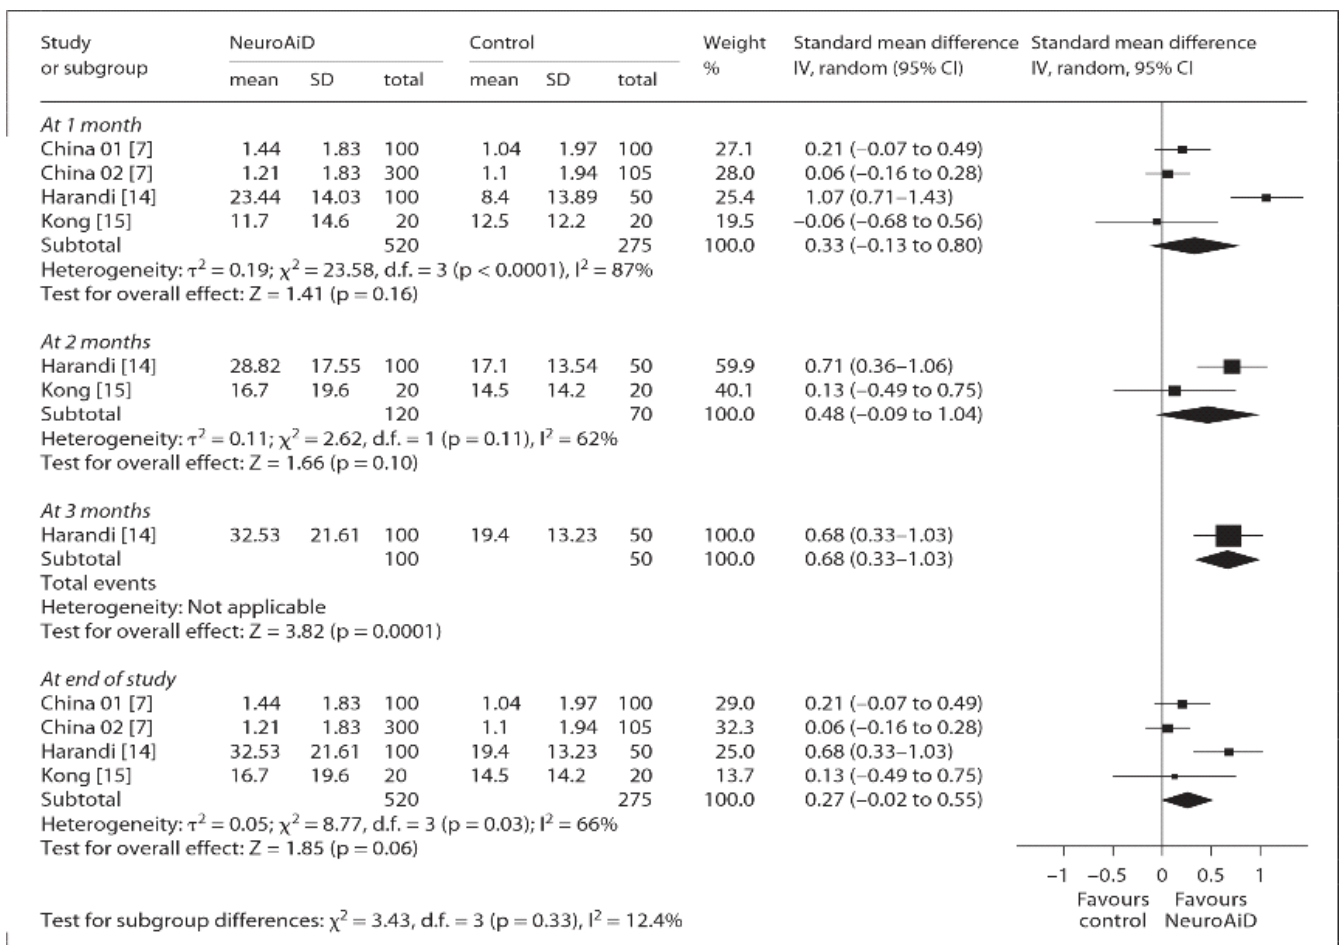 Study NeuroAiD Control Weight Standard mean difference Standard mean difference
or subgroup mean SD total mean SD total % IV, random (95% CI) IV, random, 95% CI
At 1 month
China 01 [7] 1.44 1.83 100 1.04 1.97 100 27.1 0.21 (–0.07 to 0.49)
China 02 [7] 1.21 1.83 300 1.1 1.94 105 28.0 0.06 (–0.16 to 0.28)
Harandi [14] 23.44 14.03 100 8.4 13.89 50 25.4 1.07 (0.71–1.43)
Kong [15] 11.7 14.6 20 12.5 12.2 20 19.5 –0.06 (–0.68 to 0.56)
Subtotal 520 275 100.0 0.33 (–0.13 to 0.80)
Heterogeneity: τ² = 0.19; χ² = 23.58, d.f. = 3 (p < 0.0001), I² = 87%
Test for overall effect: Z = 1.41 (p = 0.16)
At 2 months
Harandi [14] 28.82 17.55 100 17.1 13.54 50 59.9 0.71 (0.36–1.06)
Kong [15] 16.7 19.6 20 14.5 14.2 20 40.1 0.13 (–0.49 to 0.75)
Subtotal 120 70 100.0 0.48 (–0.09 to 1.04)
Heterogeneity: τ² = 0.11; χ² = 2.62, d.f. = 1 (p = 0.11), I² = 62%
Test for overall effect: Z = 1.66 (p = 0.10)
At 3 months
Harandi [14] 32.53 21.61 100 19.4 13.23 50 100.0 0.68 (0.33–1.03)
Subtotal 100 50 100.0 0.68 (0.33–1.03)
Total events
Heterogeneity: Not applicable
Test for overall effect: Z = 3.82 (p = 0.0001)
At end of study
China 01 [7] 1.44 1.83 100 1.04 1.97 100 29.0 0.21 (–0.07 to 0.49)
China 02 [7] 1.21 1.83 300 1.1 1.94 105 32.3 0.06 (–0.16 to 0.28)
Harandi [14] 32.53 21.61 100 19.4 13.23 50 25.0 0.68 (0.33–1.03)
Kong [15] 16.7 19.6 20 14.5 14.2 20 13.7 0.13 (–0.49 to 0.75)
Subtotal 520 275 100.0 0.27 (–0.02 to 0.55)
Heterogeneity: τ² = 0.05; χ² = 8.77, d.f. = 3 (p = 0.03); I² = 66%
Test for overall effect: Z = 1.85 (p = 0.06)
–1 –0.5 0 0.5 1
Favours Favours
control NeuroAiD
Test for subgroup differences: χ² = 3.43, d.f. = 3 (p = 0.33), I² = 12.4%